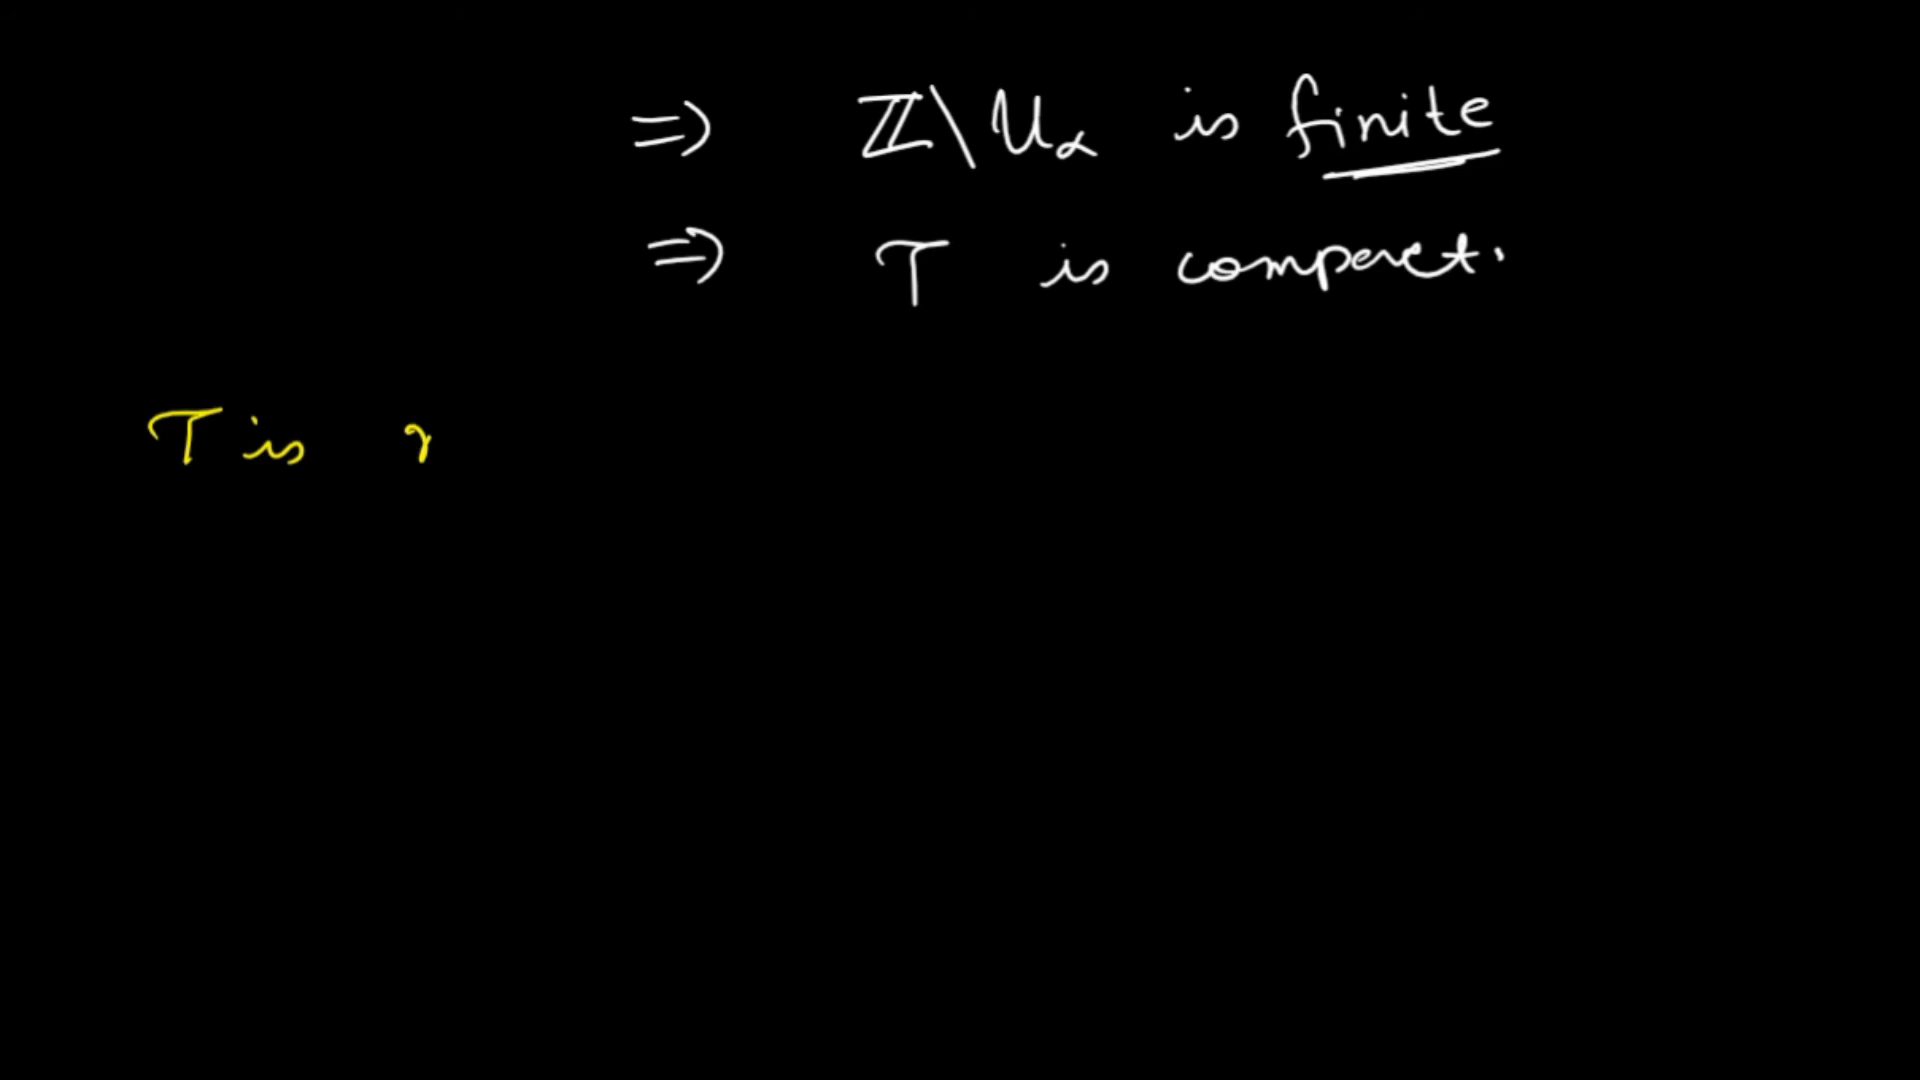 ⇒ ℤ\U_α is finite
⇒ T is compact.
T is